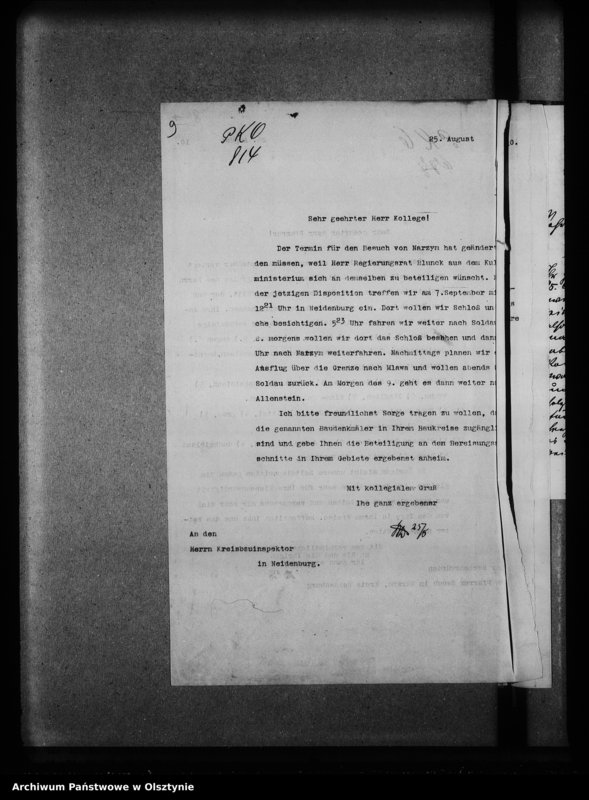 9
PKO
814
25. August
Sehr geehrter Herr Kollege!
Der Termin für den Besuch von Narzyn hat geändert
den müssen, weil Herr Regierungsrat Blunck aus dem Kul
ministerium sich an demselben zu beteiligen wünscht.
der jetzigen Disposition treffen wir am 7.September mi
12²¹ Uhr in Neidenburg ein. Dort wollen wir Schloß un
che besichtigen. 5²³ Uhr fahren wir weiter nach Soldau
morgens wollen wir dort das Schloß besehen und dann
Uhr nach Narzyn weiterfahren. Nachmittags planen wir
Ausflug über die Grenze nach Mlawa und wollen abends
Soldau zurück. Am Morgen des 9. geht es dann weiter na
Allenstein.
Ich bitte freundlichst Sorge tragen zu wollen, d
die genannten Baudenkmäler in Ihrem Baukreise zugängli
sind und gebe Ihnen die Beteiligung an den Bereisungs
schnitte in Ihrem Gebiete ergebenst anheim.
Mit kollegialem Gruß
Ihr ganz ergebener
25/8
An den
Herrn Kreisbauinspektor
in Neidenburg.
Archiwum Państwowe w Olsztynie